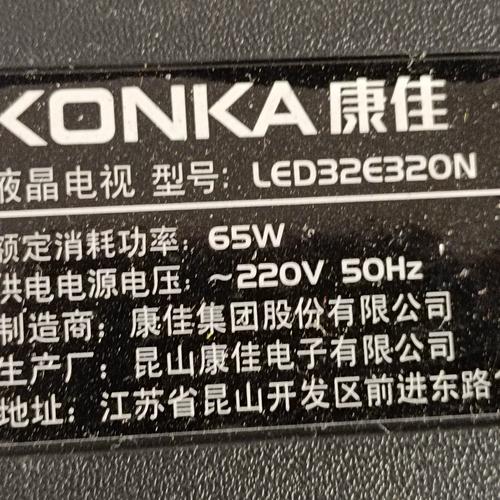 KONKA 康佳
液晶电视 型号: LED32E320N
额定消耗功率: 65W
供电电源电压: ~220V 50Hz
制造商: 康佳集团股份有限公司
生产厂: 昆山康佳电子有限公司
地址: 江苏省昆山开发区前进东路